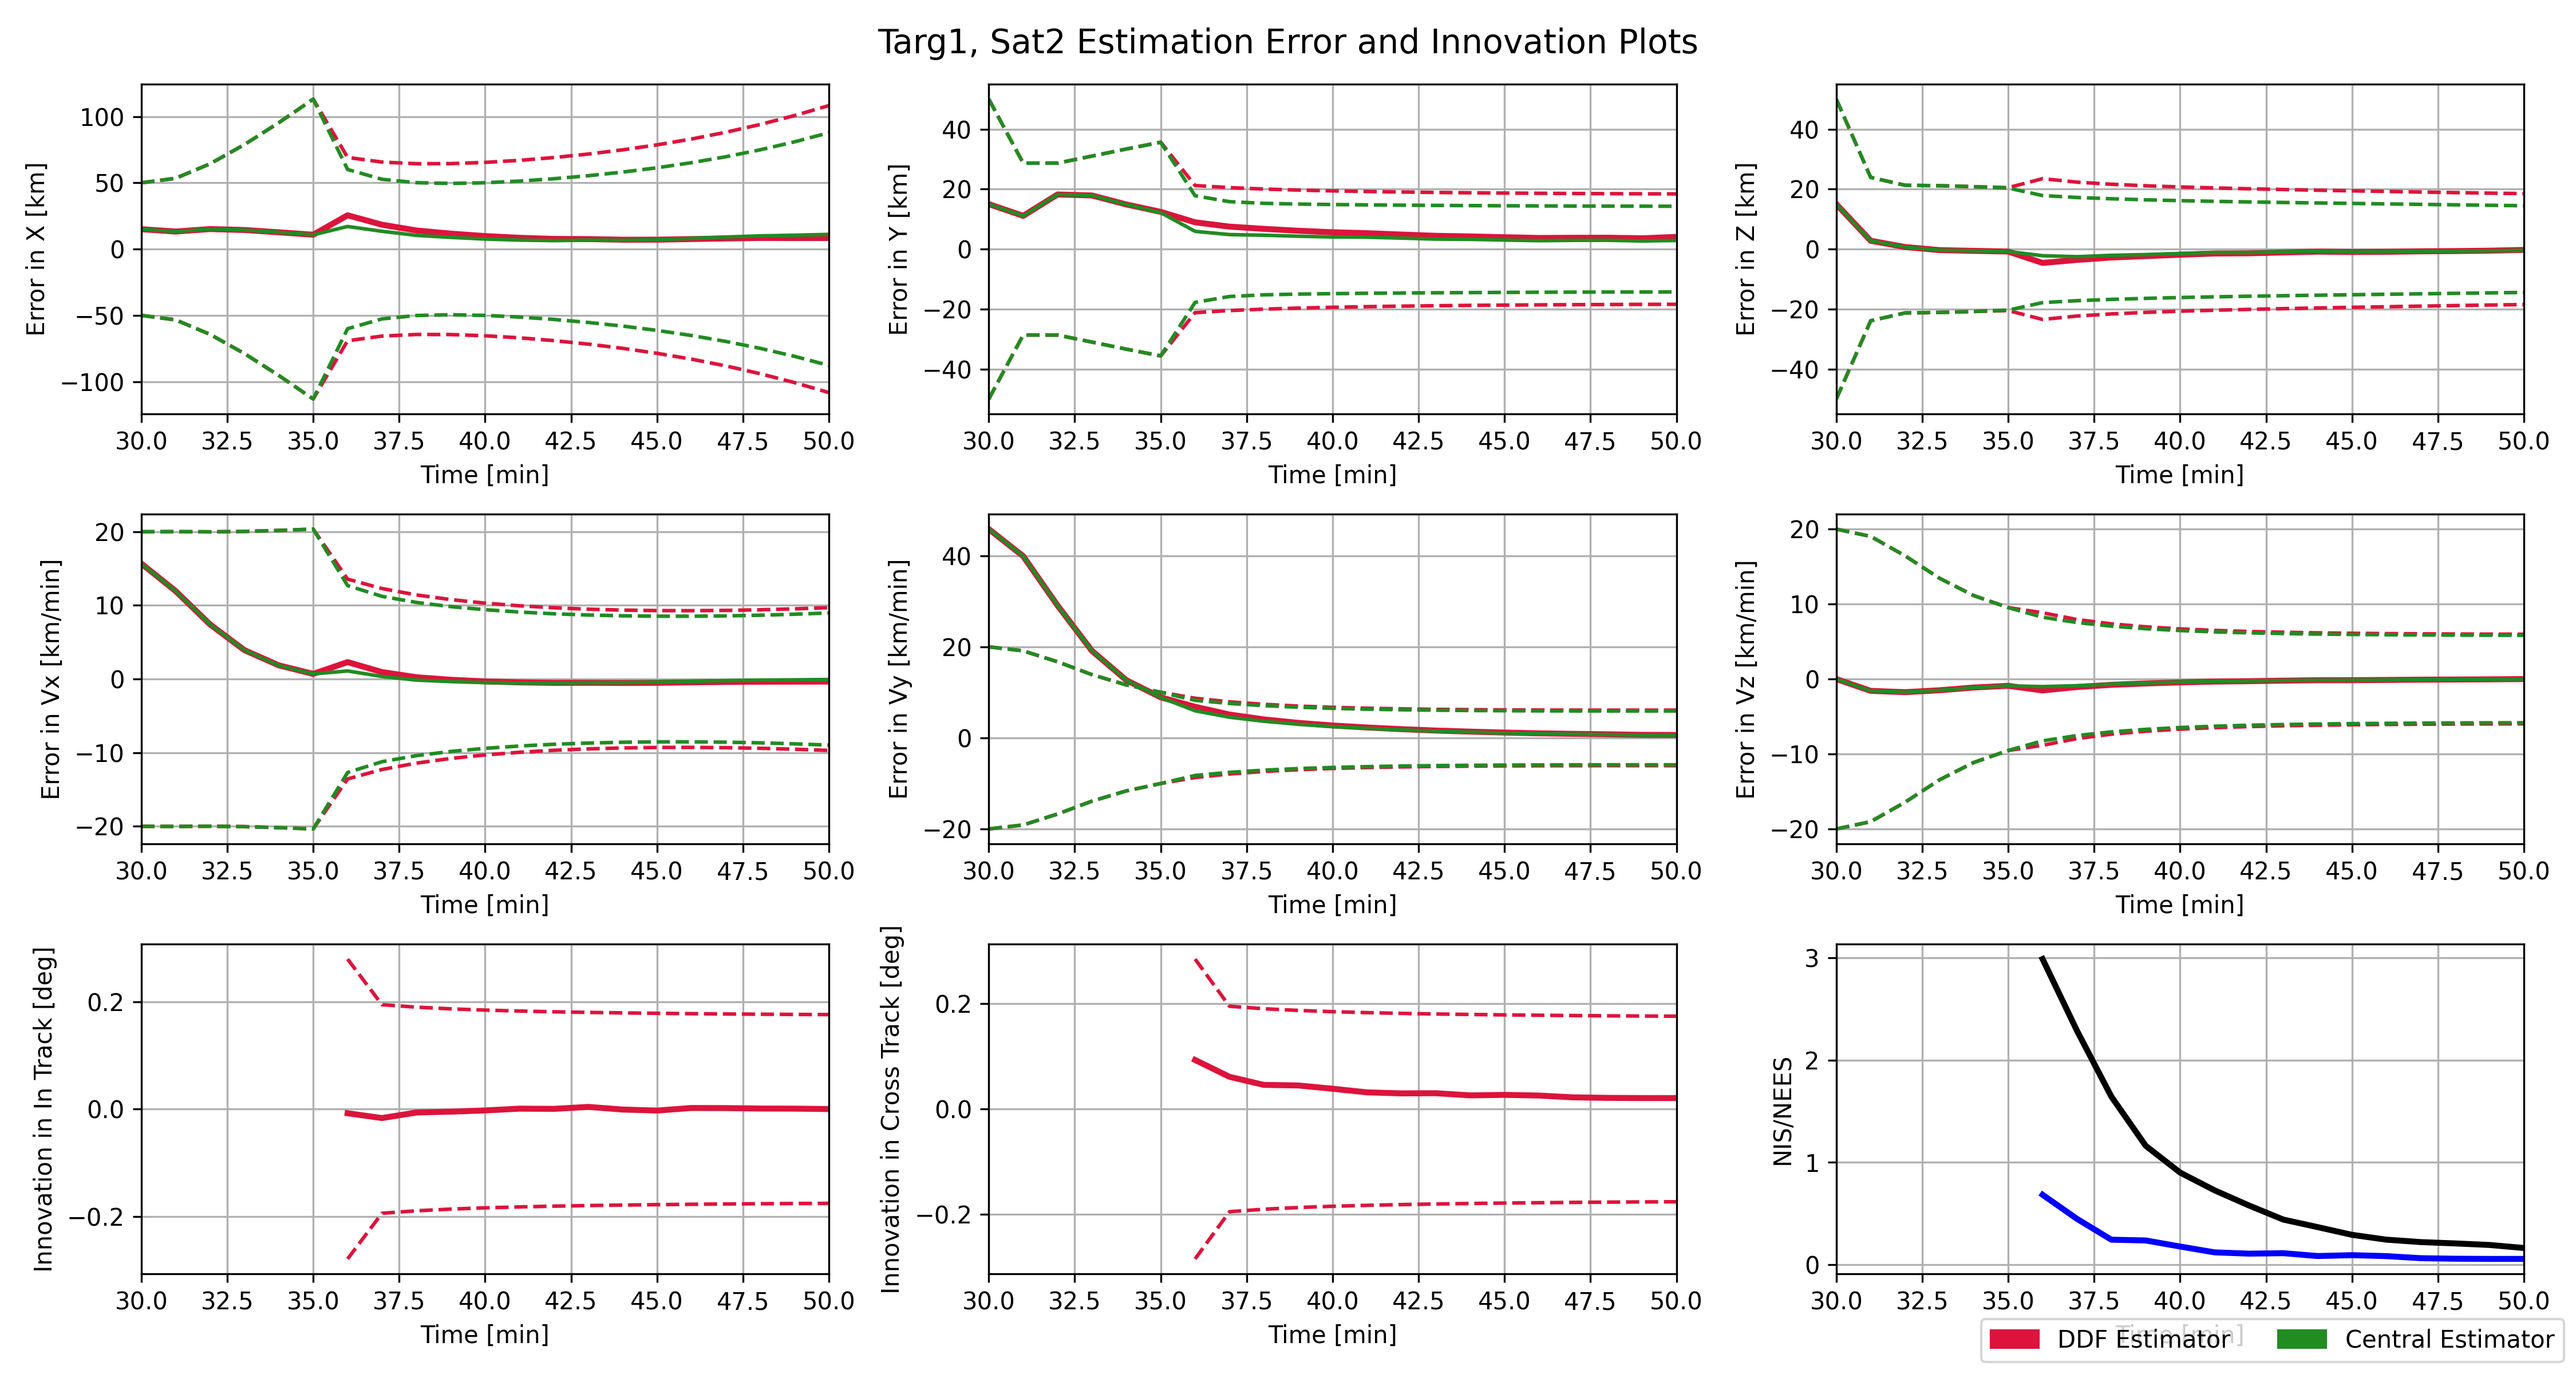 Targ1, Sat2 Estimation Error and Innovation Plots
Error in X [km]
100
50
0
−50
−100
30.0 32.5 35.0 37.5 40.0 42.5 45.0 47.5 50.0
Time [min]
Error in Y [km]
40
20
0
−20
−40
30.0 32.5 35.0 37.5 40.0 42.5 45.0 47.5 50.0
Time [min]
Error in Z [km]
40
20
0
−20
−40
30.0 32.5 35.0 37.5 40.0 42.5 45.0 47.5 50.0
Time [min]
Error in Vx [km/min]
20
10
0
−10
−20
30.0 32.5 35.0 37.5 40.0 42.5 45.0 47.5 50.0
Time [min]
Error in Vy [km/min]
40
20
0
−20
30.0 32.5 35.0 37.5 40.0 42.5 45.0 47.5 50.0
Time [min]
Error in Vz [km/min]
20
10
0
−10
−20
30.0 32.5 35.0 37.5 40.0 42.5 45.0 47.5 50.0
Time [min]
Innovation in In Track [deg]
0.2
0.0
−0.2
30.0 32.5 35.0 37.5 40.0 42.5 45.0 47.5 50.0
Time [min]
Innovation in Cross Track [deg]
0.2
0.0
−0.2
30.0 32.5 35.0 37.5 40.0 42.5 45.0 47.5 50.0
Time [min]
NIS/NEES
3
2
1
0
30.0 32.5 35.0 37.5 40.0 42.5 45.0 47.5 50.0
Time [min]
DDF Estimator
Central Estimator